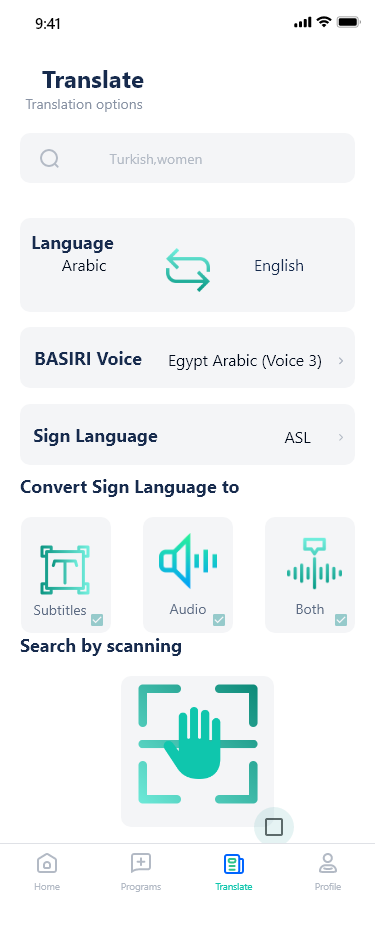 9:41
Translate
Translation options
Turkish,women
Language
Arabic
English
BASIRI Voice
Egypt Arabic (Voice 3)
Sign Language
ASL
Convert Sign Language to
T
Subtitles
Audio
Both
Search by scanning
Home
Programs
Translate
Profile